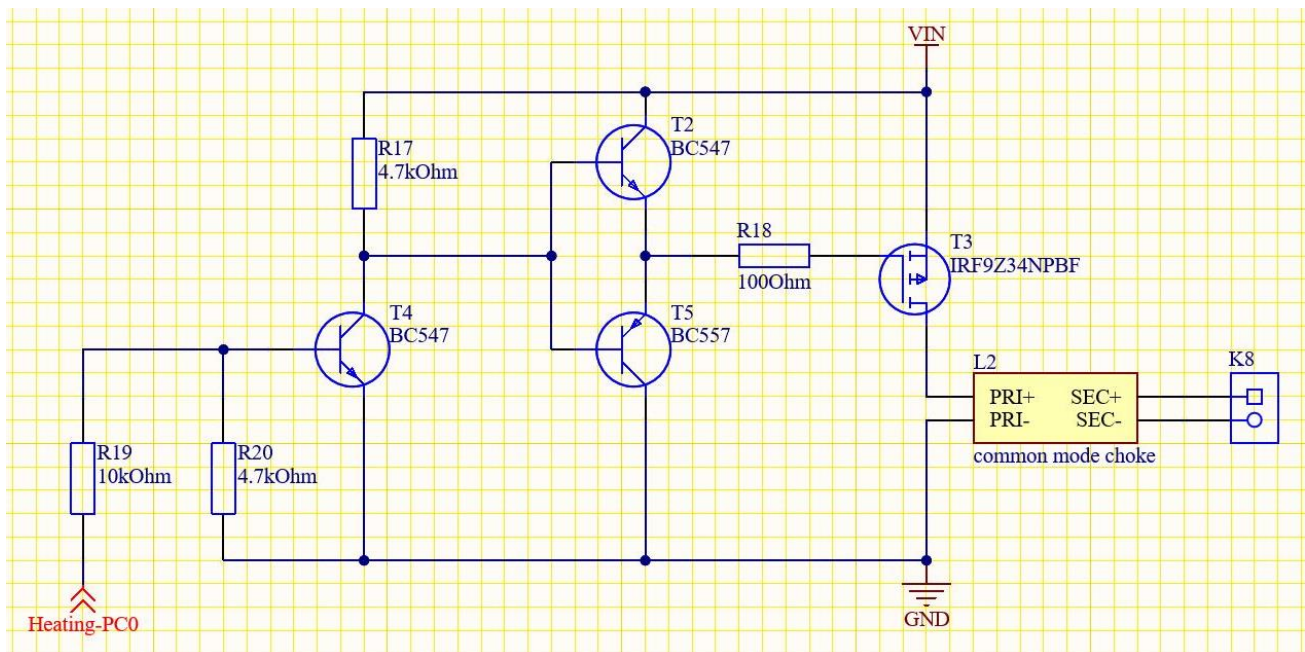 VIN
T2
BC547
R17
4.7kOhm
R18
100Ohm
T3
IRF9Z34NPBF
T4
BC547
T5
BC557
L2
PRI+ SEC+
PRI- SEC-
common mode choke
K8
R19
10kOhm
R20
4.7kOhm
Heating-PC0
GND